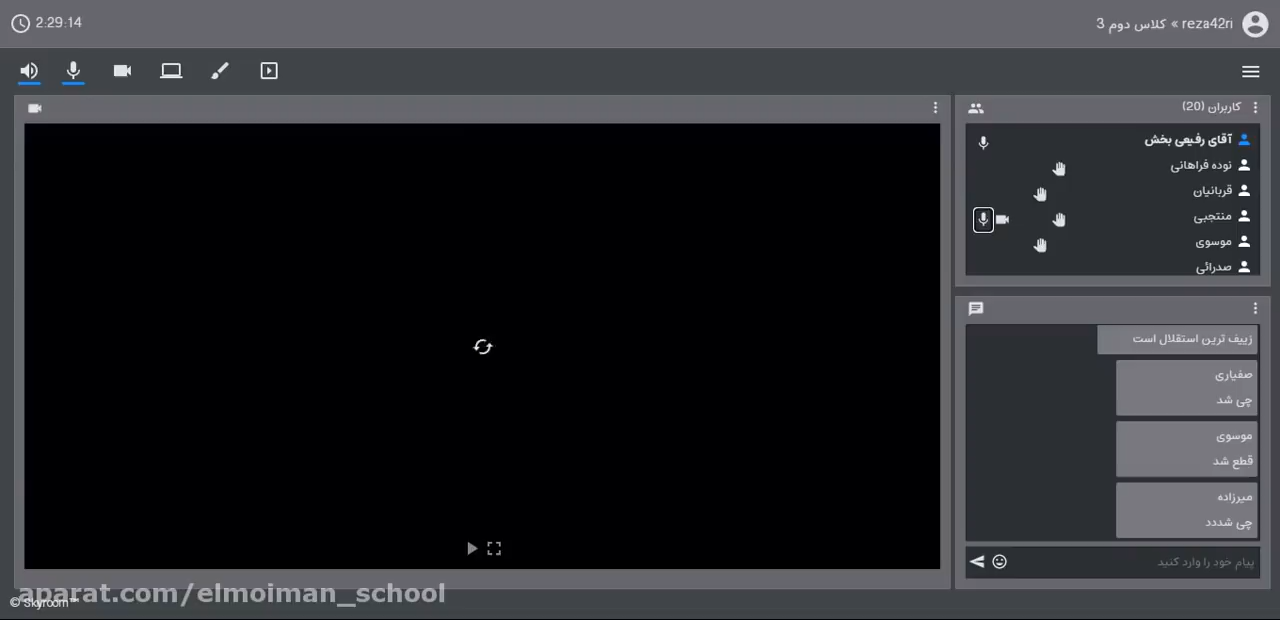 2:29:14
reza42ri » کلاس دوم 3
کاربران (20)
آقای رفیعی بخش
نوده فراهانی
قربانیان
منتجبی
موسوی
صدرائی
زییف ترین استقلال است
صفیاری
چی شد
موسوی
قطع شد
میرزاده
چی شددد
پیام خود را وارد کنید
aparat.com/elmoiman_school
© Skyroom™